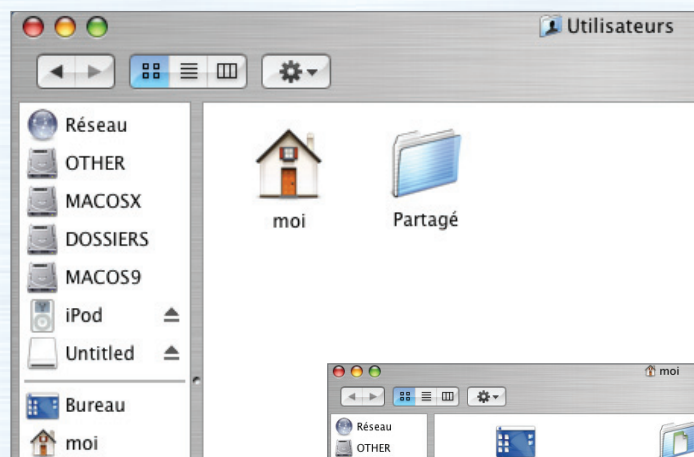 Utilisateurs
Réseau
OTHER
MACOSX
DOSSIERS
MACOS9
iPod
Untitled
Bureau
moi
moi
Partagé
moi
Réseau
OTHER